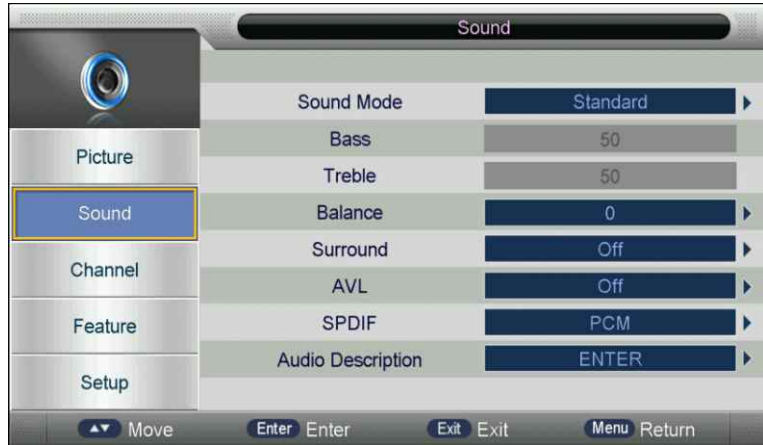 Sound
Sound Mode Standard
Bass 50
Treble 50
Balance 0
Surround Off
AVL Off
SPDIF PCM
Audio Description ENTER
Picture
Sound
Channel
Feature
Setup
Move Enter Enter Exit Exit Menu Return